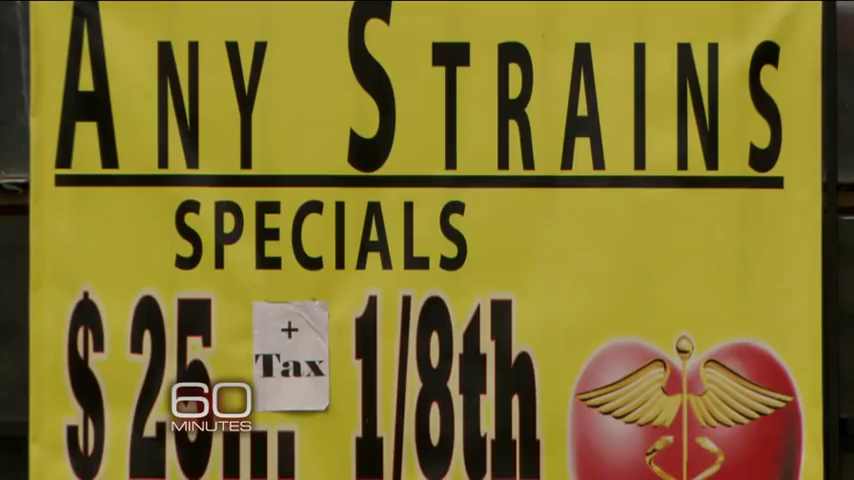 ANY STRAINS
SPECIALS
$ 25... + Tax 1/8th
60 MINUTES